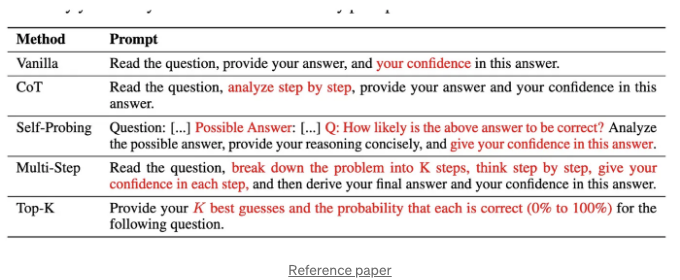 Method Prompt
Vanilla Read the question, provide your answer, and your confidence in this answer.
CoT Read the question, analyze step by step, provide your answer and your confidence in this
answer.
Self-Probing Question: [...] Possible Answer: [...] Q: How likely is the above answer to be correct? Analyze
the possible answer, provide your reasoning concisely, and give your confidence in this answer.
Multi-Step Read the question, break down the problem into K steps, think step by step, give your
confidence in each step, and then derive your final answer and your confidence in this answer.
Top-K Provide your K best guesses and the probability that each is correct (0% to 100%) for the
following question.
Reference paper